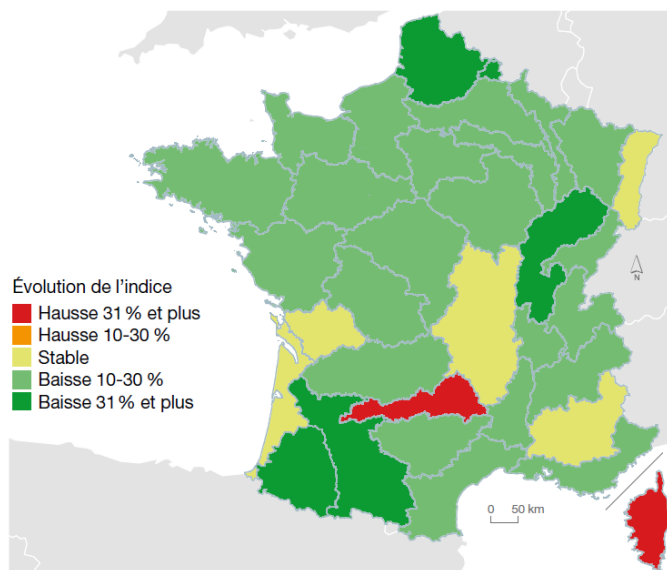 Évolution de l'indice
Hausse 31 % et plus
Hausse 10-30 %
Stable
Baisse 10-30 %
Baisse 31 % et plus
N
0 50 km